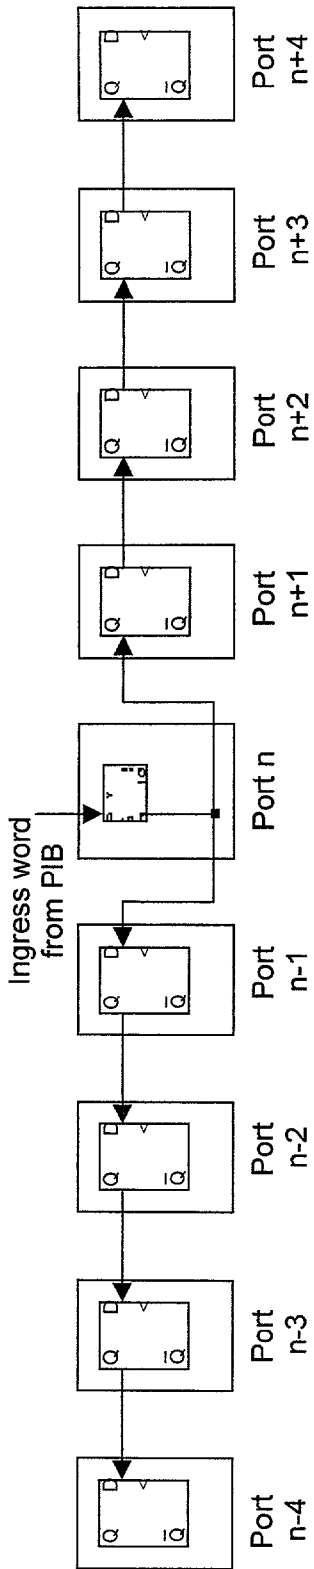 Ingress word
from PIB
Q D
Q̅
Q D
Q̅
Q D
Q̅
Q D
Q̅
Q D
Q̅
Q D
Q̅
Q D
Q̅
Q D
Q̅
Port
n-4
Port
n-3
Port
n-2
Port
n-1
Port n
Port
n+1
Port
n+2
Port
n+3
Port
n+4